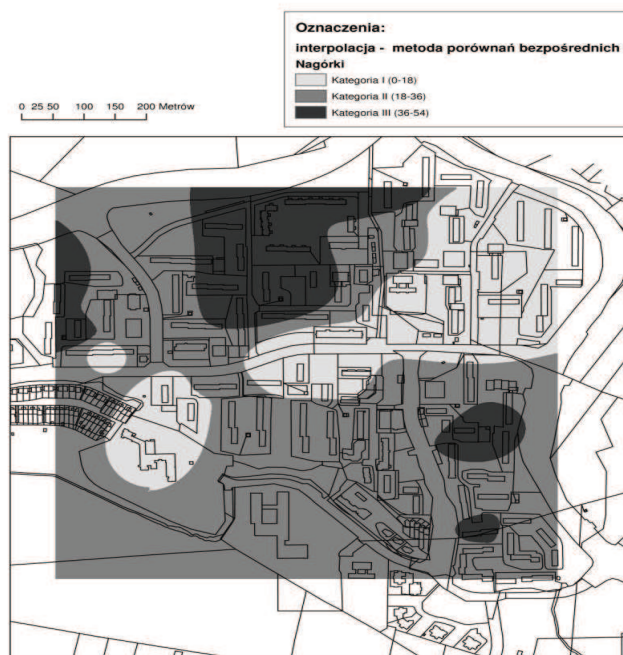 Oznaczenia:
interpolacja - metoda porównań bezpośrednich
Nagórki
Kategoria I (0-18)
Kategoria II (18-36)
Kategoria III (36-54)
0 25 50 100 150 200 Metrów